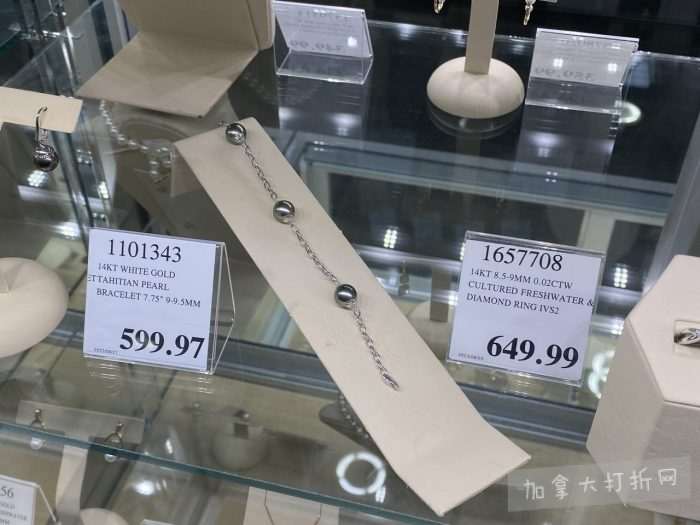 1101343
14KT WHITE GOLD
TAHITIAN PEARL
BRACELET 7.75" 9-9.5MM
599.97
1657708
14KT 8.5-9MM 0.02CTW
CULTURED FRESHWATER &
DIAMOND RING IVS2
649.99
56
加拿大打折网